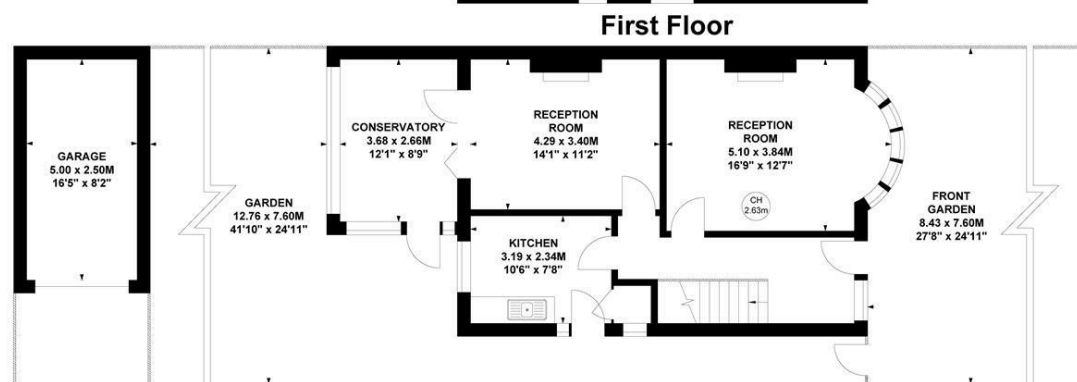 First Floor
GARAGE
5.00 x 2.50M
16'5" x 8'2"
GARDEN
12.76 x 7.60M
41'10" x 24'11"
CONSERVATORY
3.68 x 2.66M
12'1" x 8'9"
RECEPTION
ROOM
4.29 x 3.40M
14'1" x 11'2"
KITCHEN
3.19 x 2.34M
10'6" x 7'8"
RECEPTION
ROOM
5.10 x 3.84M
16'9" x 12'7"
CH
2.63m
FRONT
GARDEN
8.43 x 7.60M
27'8" x 24'11"